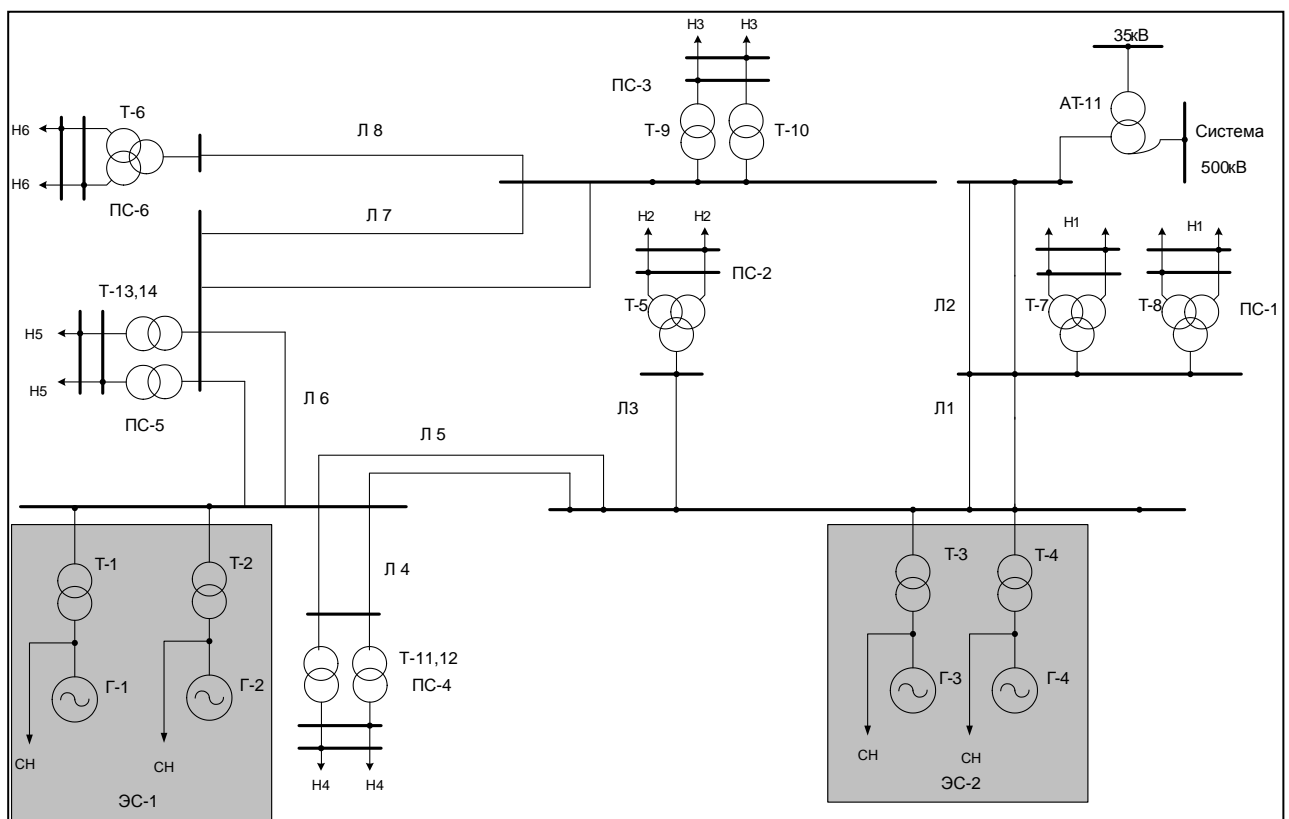 35кВ
Н3 Н3
ПС-3
АТ-11
Т-6
Н6
Л 8
Т-9
Т-10
Система
500кВ
Н6
ПС-6
Л 7
Н2 Н2
Н1
Н1
ПС-2
Т-13,14
Т-5
Л2
Т-7
Т-8
ПС-1
Н5
Н5
ПС-5
Л 6
Л3
Л1
Л 5
Т-1
Т-2
Л 4
Т-3
Т-4
Т-11,12
ПС-4
Г-1
Г-2
Г-3
Г-4
СН
СН
СН
СН
Н4 Н4
ЭС-1
ЭС-2